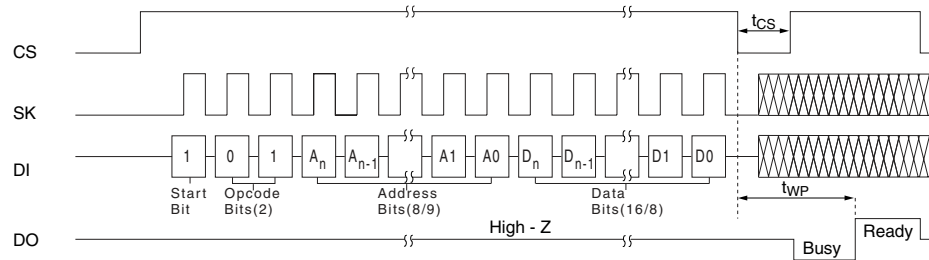 CS
tCS
SK
DI
1 0 1 An An-1 A1 A0 Dn Dn-1 D1 D0
Start Bit
Opcode Bits(2)
Address Bits(8/9)
Data Bits(16/8)
tWP
DO
High - Z
Busy
Ready